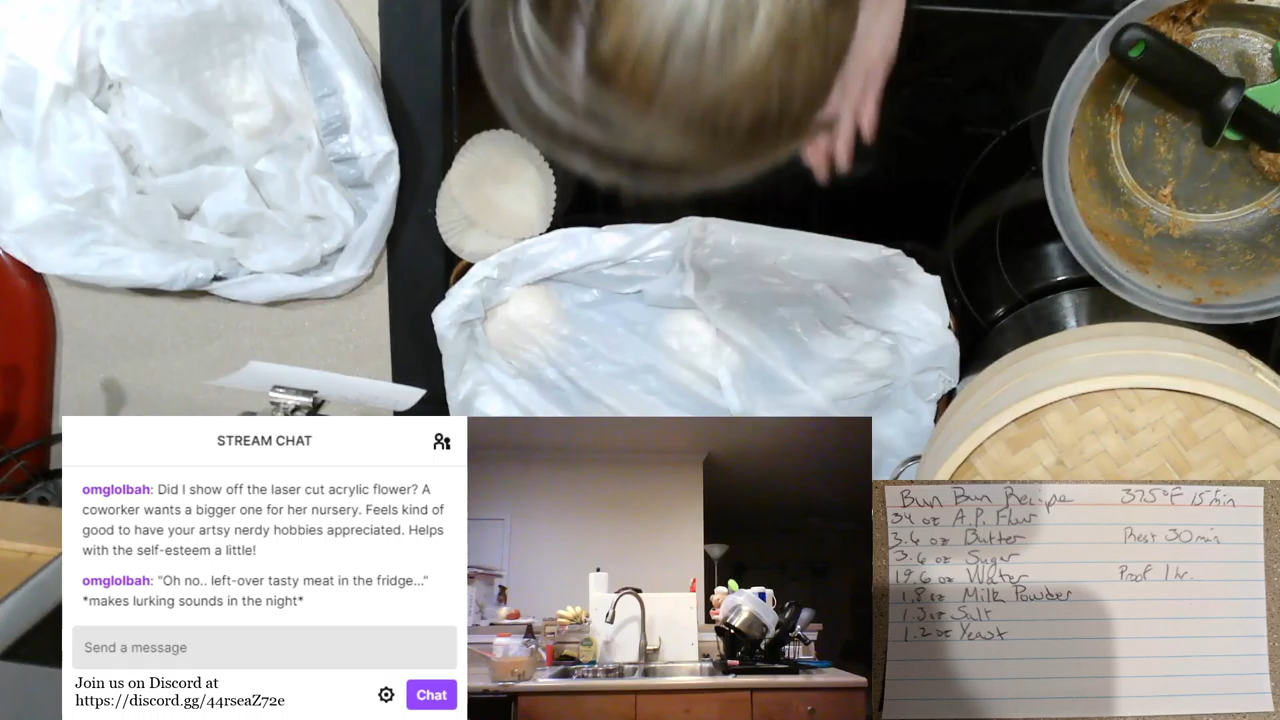 STREAM CHAT
omglolbah: Did I show off the laser cut acrylic flower? A
coworker wants a bigger one for her nursery. Feels kind of
good to have your artsy nerdy hobbies appreciated. Helps
with the self-esteem a little!
omglolbah: "Oh no.. left-over tasty meat in the fridge..."
*makes lurking sounds in the night*
Send a message
Join us on Discord at
https://discord.gg/44rseaZ72e
Chat
Bun Bun Recipe 375°F 15 min
34 oz A.P. Flour
3.6 oz Butter Rest 30 min
3.6 oz Sugar
19.6 oz Water Proof 1 hr.
1.8 oz Milk Powder
Salt
1.2 oz Yeast